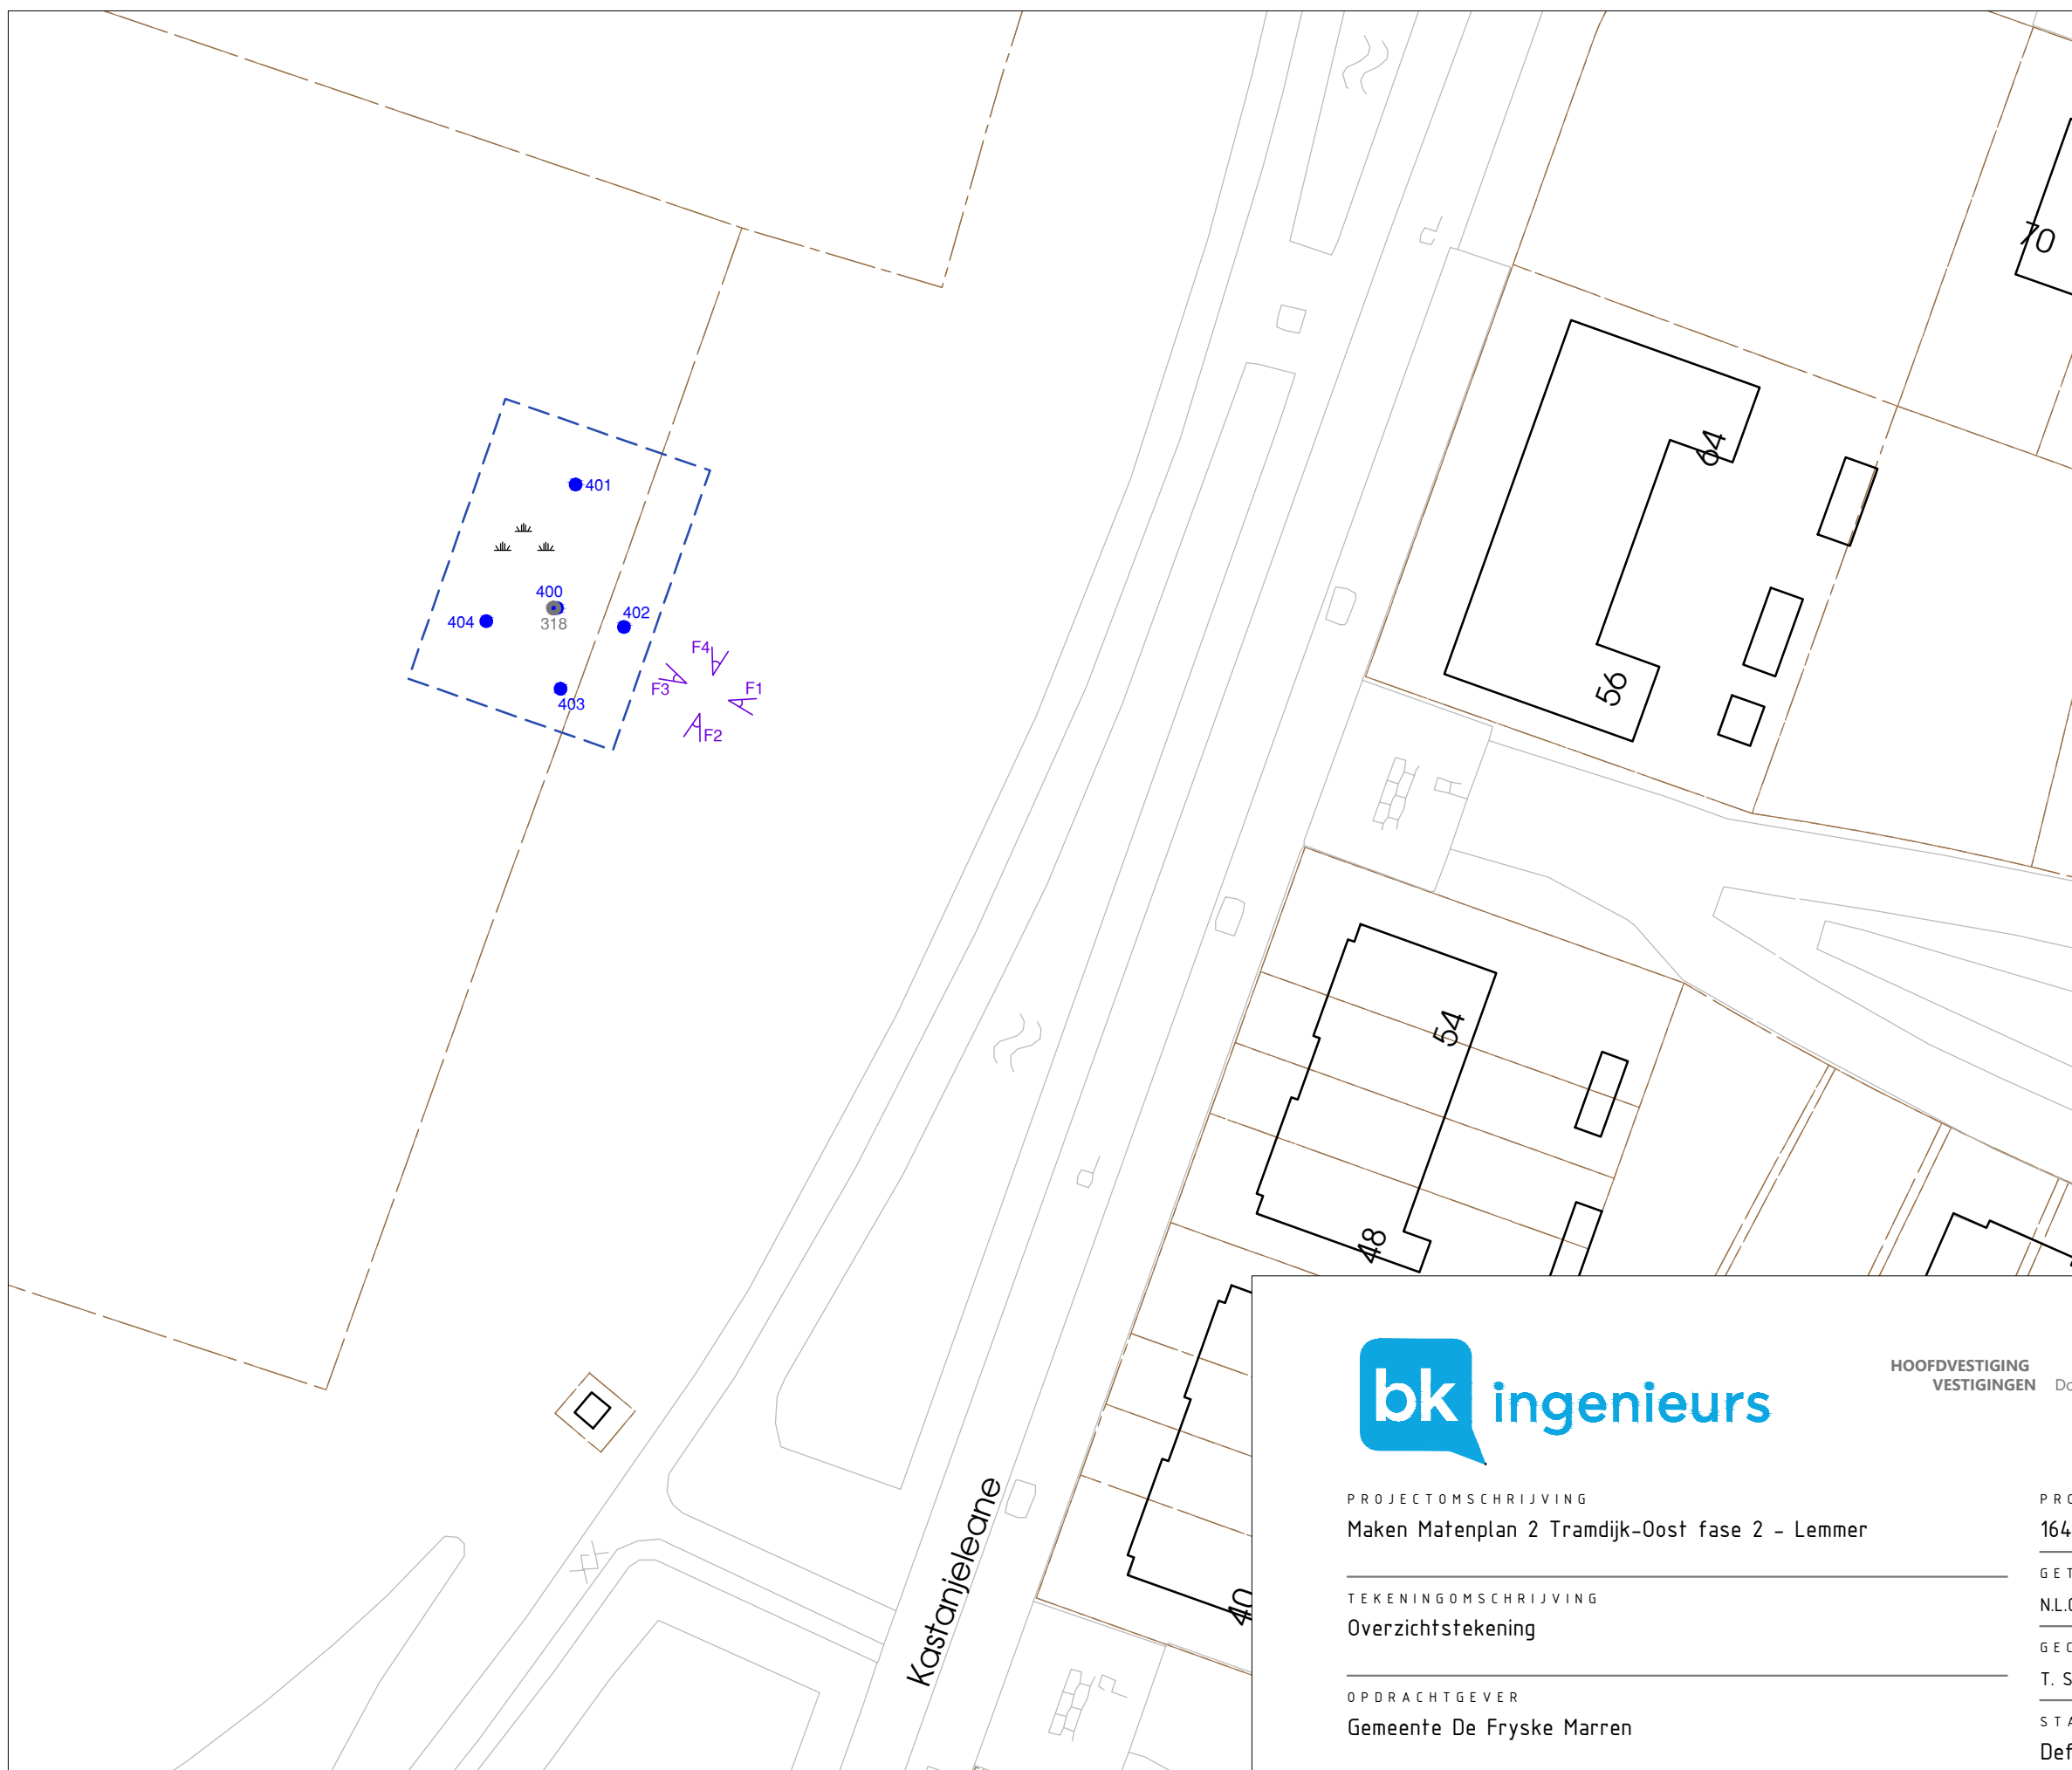 70
64
401
400
318
404
402
F4
F3
F1
56
403
F2
54
48
40
Kastanjeleane
bk ingenieurs
HOOFDVESTIGING
VESTIGINGEN
PROJECTOMSCHRIJVING
Maken Matenplan 2 Tramdijk-Oost fase 2 - Lemmer
TEKENINGOMSCHRIJVING
Overzichtstekening
OPDRACHTGEVER
Gemeente De Fryske Marren
164
T. S